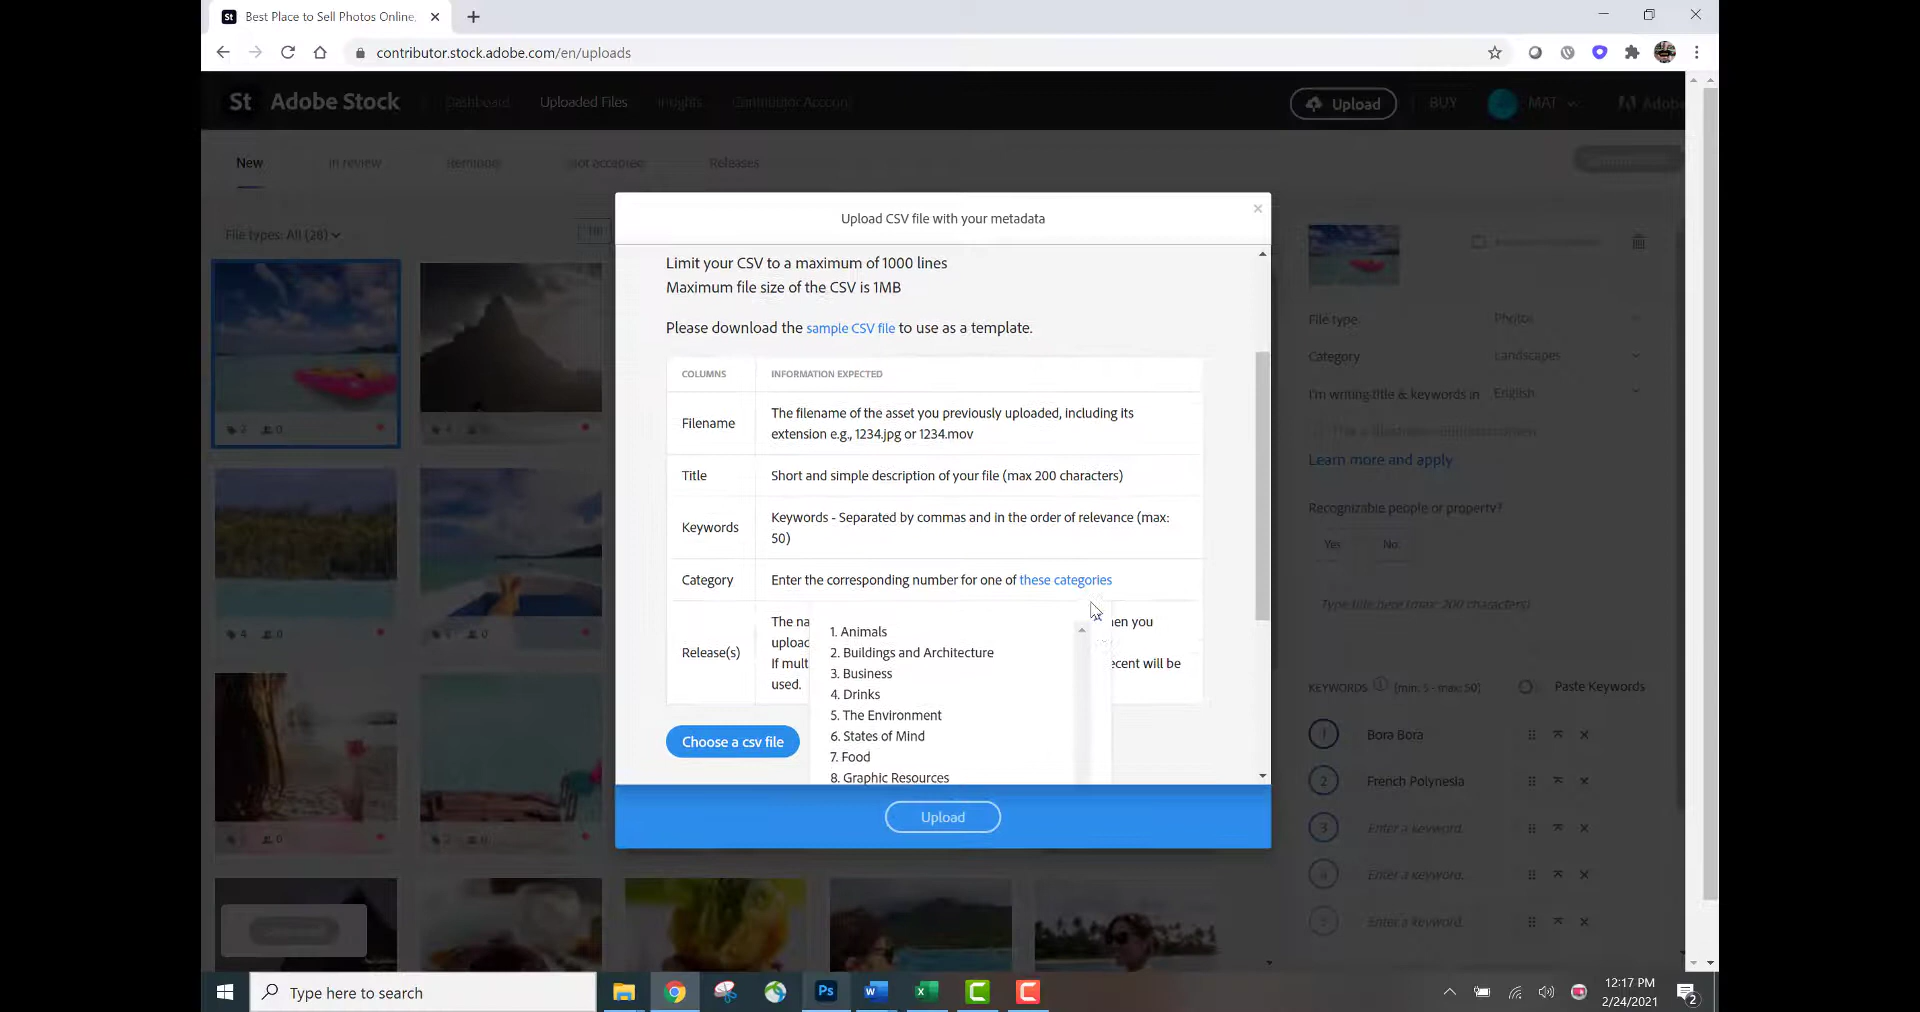 Best Place to Sell Photos Online,
contributor.stock.adobe.com/en/uploads
St Adobe Stock Dashboard Uploaded Files Insights Contributor Account Upload BUY MAT Adobe
New In review Reminder Not accepted Releases
Upload CSV file with your metadata
File types: All (28)
Limit your CSV to a maximum of 1000 lines
Maximum file size of the CSV is 1MB
Please download the sample CSV file to use as a template.
COLUMNS INFORMATION EXPECTED
Filename
The filename of the asset you previously uploaded, including its
extension e.g., 1234.jpg or 1234.mov
Title Short and simple description of your file (max 200 characters)
Keywords
Keywords - Separated by commas and in the order of relevance (max:
50)
Category Enter the corresponding number for one of these categories
Release(s)
The na
hen you
uploa
If mult
ecent will be
used.
1. Animals
2. Buildings and Architecture
3. Business
4. Drinks
5. The Environment
6. States of Mind
7. Food
8. Graphic Resources
Choose a csv file
Upload
File type Photos
Category Landscapes
I'm writing title & keywords in English
Learn more and apply
Recognizable people or property?
Yes No
Type title here (max: 200 characters)
KEYWORDS (min: 5 - max: 50) Paste Keywords
1 Bora Bora
2 French Polynesia
3 Enter a keyword.
4 Enter a keyword.
5 Enter a keyword.
4 0
Type here to search
Ps
12:17 PM
2/24/2021
2